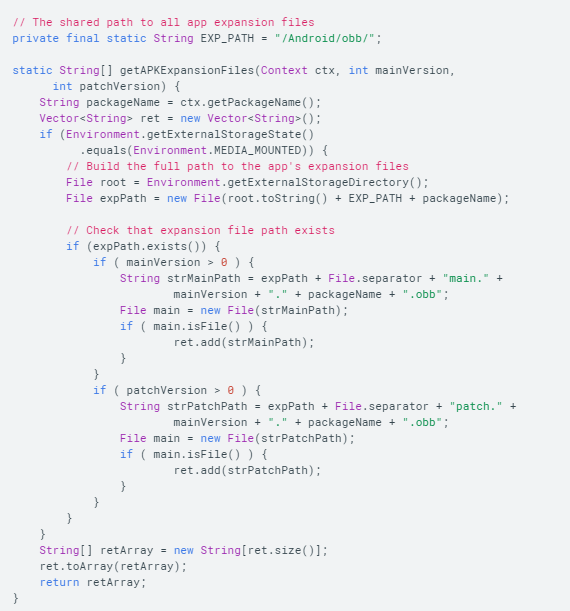 // The shared path to all app expansion files
private final static String EXP_PATH = "/Android/obb/";
static String[] getAPKExpansionFiles(Context ctx, int mainVersion,
      int patchVersion) {
    String packageName = ctx.getPackageName();
    Vector<String> ret = new Vector<String>();
    if (Environment.getExternalStorageState()
          .equals(Environment.MEDIA_MOUNTED)) {
        // Build the full path to the app's expansion files
        File root = Environment.getExternalStorageDirectory();
        File expPath = new File(root.toString() + EXP_PATH + packageName);
        // Check that expansion file path exists
        if (expPath.exists()) {
            if ( mainVersion > 0 ) {
                String strMainPath = expPath + File.separator + "main." +
                        mainVersion + "." + packageName + ".obb";
                File main = new File(strMainPath);
                if ( main.isFile() ) {
                        ret.add(strMainPath);
                }
            }
            if ( patchVersion > 0 ) {
                String strPatchPath = expPath + File.separator + "patch." +
                        mainVersion + "." + packageName + ".obb";
                File main = new File(strPatchPath);
                if ( main.isFile() ) {
                        ret.add(strPatchPath);
                }
            }
        }
    }
    String[] retArray = new String[ret.size()];
    ret.toArray(retArray);
    return retArray;
}